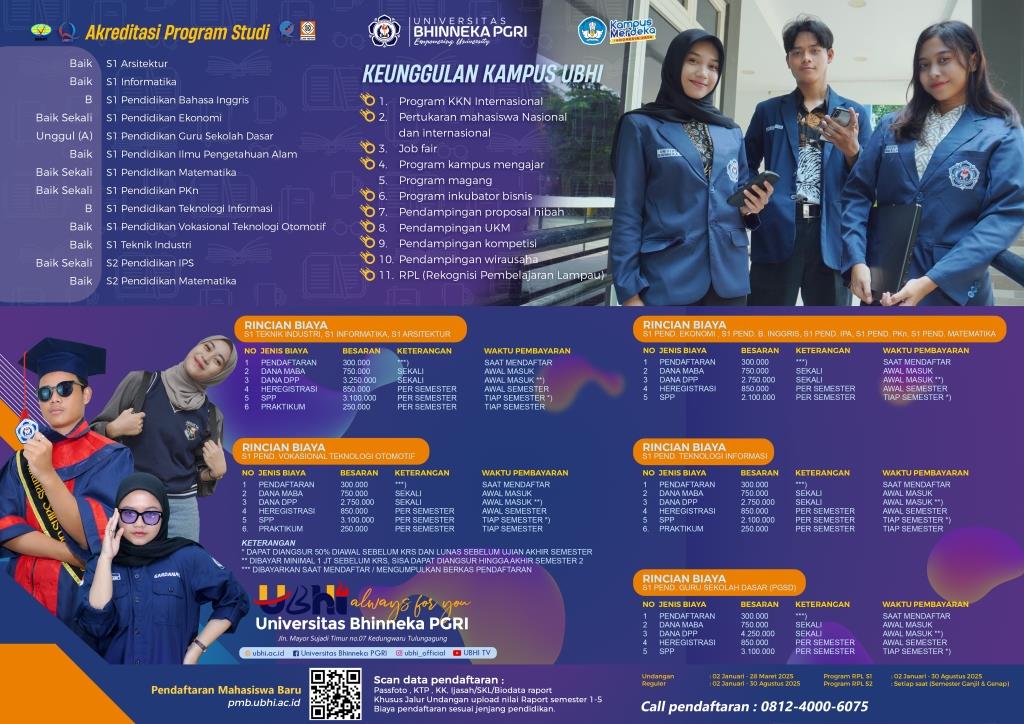 Akreditasi Program Studi
Baik S1 Arsitektur
Baik S1 Informatika
B S1 Pendidikan Bahasa Inggris
Baik Sekali S1 Pendidikan Ekonomi
Unggul (A) S1 Pendidikan Guru Sekolah Dasar
Baik S1 Pendidikan Ilmu Pengetahuan Alam
Baik Sekali S1 Pendidikan Matematika
Baik Sekali S1 Pendidikan PKn
B S1 Pendidikan Teknologi Informasi
Baik S1 Pendidikan Vokasional Teknologi Otomotif
Baik S1 Teknik Industri
Baik Sekali S2 Pendidikan IPS
Baik S2 Pendidikan Matematika
UNIVERSITAS
BHINNEKA PGRI
Empowering University
Kampus
Merdeka
INDONESIA JAYA
KEUNGGULAN KAMPUS UBHI
1. Program KKN Internasional
2. Pertukaran mahasiswa Nasional
dan internasional
3. Job fair
4. Program kampus mengajar
5. Program magang
6. Program inkubator bisnis
7. Pendampingan proposal hibah
8. Pendampingan UKM
9. Pendampingan kompetisi
10. Pendampingan wirausaha
11. RPL (Rekognisi Pembelajaran Lampau)
RINCIAN BIAYA
S1 TEKNIK INDUSTRI, S1 INFORMATIKA, S1 ARSITEKTUR
NO JENIS BIAYA BESARAN KETERANGAN WAKTU PEMBAYARAN
1 PENDAFTARAN 300.000 ***) SAAT MENDAFTAR
2 DANA MABA 750.000 SEKALI AWAL MASUK
3 DANA DPP 3.250.000 SEKALI AWAL MASUK **)
4 HEREGISTRASI 850.000 PER SEMESTER AWAL SEMESTER
5 SPP 3.100.000 PER SEMESTER TIAP SEMESTER *)
6 PRAKTIKUM 250.000 PER SEMESTER TIAP SEMESTER
RINCIAN BIAYA
S1 PEND. EKONOMI , S1 PEND. B. INGGRIS, S1 PEND. IPA, S1 PEND. PKn, S1 PEND. MATEMATIKA
NO JENIS BIAYA BESARAN KETERANGAN WAKTU PEMBAYARAN
1 PENDAFTARAN 300.000 ***) SAAT MENDAFTAR
2 DANA MABA 750.000 SEKALI AWAL MASUK
3 DANA DPP 2.750.000 SEKALI AWAL MASUK **)
4 HEREGISTRASI 850.000 PER SEMESTER AWAL SEMESTER
5 SPP 2.100.000 PER SEMESTER TIAP SEMESTER *)
RINCIAN BIAYA
S1 PEND. VOKASIONAL TEKNOLOGI OTOMOTIF
NO JENIS BIAYA BESARAN KETERANGAN WAKTU PEMBAYARAN
1 PENDAFTARAN 300.000 ***) SAAT MENDAFTAR
2 DANA MABA 750.000 SEKALI AWAL MASUK
3 DANA DPP 2.750.000 SEKALI AWAL MASUK **)
4 HEREGISTRASI 850.000 PER SEMESTER AWAL SEMESTER
5 SPP 3.100.000 PER SEMESTER TIAP SEMESTER *)
6. PRAKTIKUM 250.000 PER SEMESTER TIAP SEMESTER
KETERANGAN
* DAPAT DIANGSUR 50% DIAWAL SEBELUM KRS DAN LUNAS SEBELUM UJIAN AKHIR SEMESTER
** DIBAYAR MINIMAL 1 JT SEBELUM KRS, SISA DAPAT DIANGSUR HINGGA AKHIR SEMESTER 2
*** DIBAYARKAN SAAT MENDAFTAR / MENGUMPULKAN BERKAS PENDAFTARAN
RINCIAN BIAYA
S1 PEND. TEKNOLOGI INFORMASI
NO JENIS BIAYA BESARAN KETERANGAN WAKTU PEMBAYARAN
1 PENDAFTARAN 300.000 ***) SAAT MENDAFTAR
2 DANA MABA 750.000 SEKALI AWAL MASUK
3 DANA DPP 2.750.000 SEKALI AWAL MASUK **)
4 HEREGISTRASI 850.000 PER SEMESTER AWAL SEMESTER
5 SPP 2.100.000 PER SEMESTER TIAP SEMESTER *)
6. PRAKTIKUM 250.000 PER SEMESTER TIAP SEMESTER
RINCIAN BIAYA
S1 PEND. GURU SEKOLAH DASAR (PGSD)
NO JENIS BIAYA BESARAN KETERANGAN WAKTU PEMBAYARAN
1 PENDAFTARAN 300.000 ***) SAAT MENDAFTAR
2 DANA MABA 750.000 SEKALI AWAL MASUK
3 DANA DPP 4.250.000 SEKALI AWAL MASUK **)
4 HEREGISTRASI 850.000 PER SEMESTER AWAL SEMESTER
5 SPP 3.100.000 PER SEMESTER TIAP SEMESTER *)
UBHI always for you
Universitas Bhinneka PGRI
Jln. Mayor Sujadi Timur no.07 Kedungwaru Tulungagung
ubhi.ac.id Universitas Bhinneka PGRI ubhi_official UBHI TV
Pendaftaran Mahasiswa Baru
pmb.ubhi.ac.id
Scan data pendaftaran :
Passfoto , KTP , KK, Ijasah/SKL/Biodata raport
Khusus Jalur Undangan upload nilai Raport semester 1-5
Biaya pendaftaran sesuai jenjang pendidikan.
Undangan : 02 Januari - 28 Maret 2025 Program RPL S1 : 02 Januari - 30 Agustus 2025
Reguler : 02 Januari - 30 Agustus 2025 Program RPL S2 : Setiap saat (Semester Ganjil & Genap)
Call pendaftaran : 0812-4000-6075